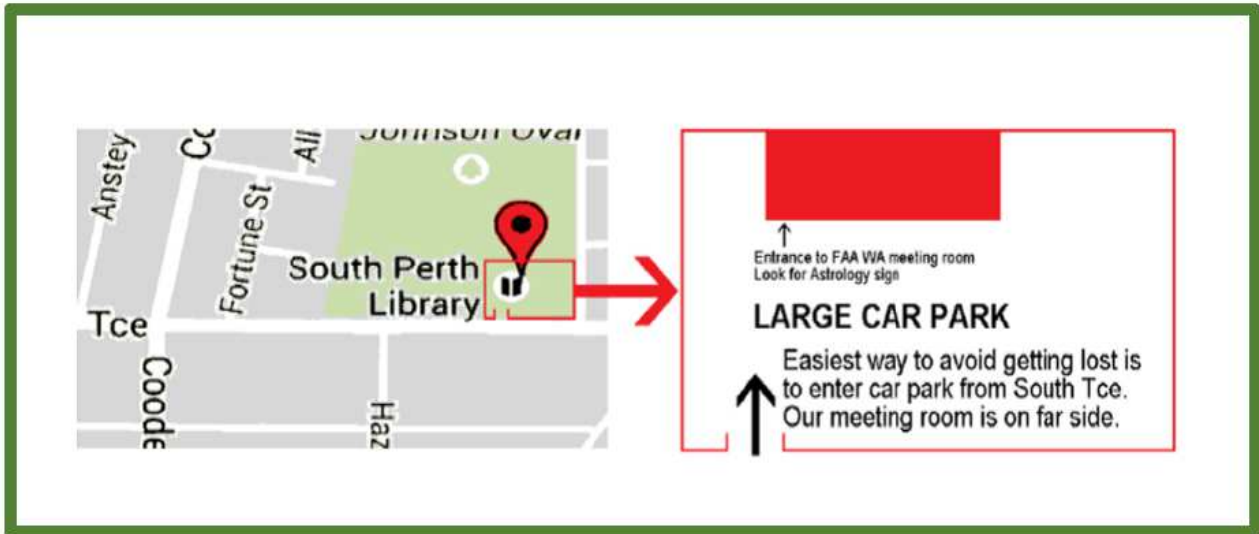 Anstey
Co
All
Fortune St
Johnson Oval
South Perth
Library
Tce
Coode
Haz
Entrance to FAA WA meeting room
Look for Astrology sign
LARGE CAR PARK
Easiest way to avoid getting lost is
to enter car park from South Tce.
Our meeting room is on far side.